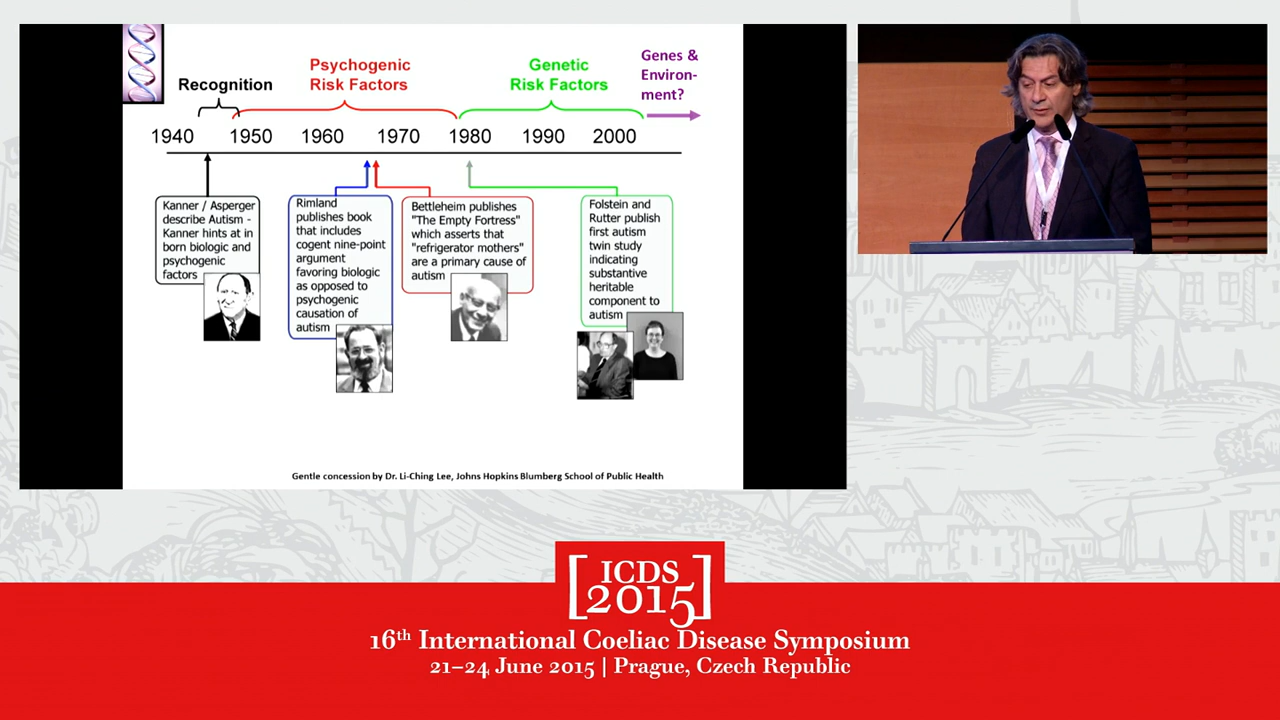 Recognition
Psychogenic
Risk Factors
Genetic
Risk Factors
Genes &
Environ-
ment?
1940 1950 1960 1970 1980 1990 2000
Kanner / Asperger
describe Autism -
Kanner hints at in
born biologic and
psychogenic
factors
Rimland
publishes book
that includes
cogent nine-point
argument
favoring biologic
as opposed to
psychogenic
causation of
autism
Bettleheim publishes
"The Empty Fortress"
which asserts that
"refrigerator mothers"
are a primary cause of
autism
Folstein and
Rutter publish
first autism
twin study
indicating
substantive
heritable
component to
autism
Gentle concession by Dr. Li-Ching Lee, Johns Hopkins Blumberg School of Public Health
[ICDS
2015]
16th International Coeliac Disease Symposium
21–24 June 2015 | Prague, Czech Republic